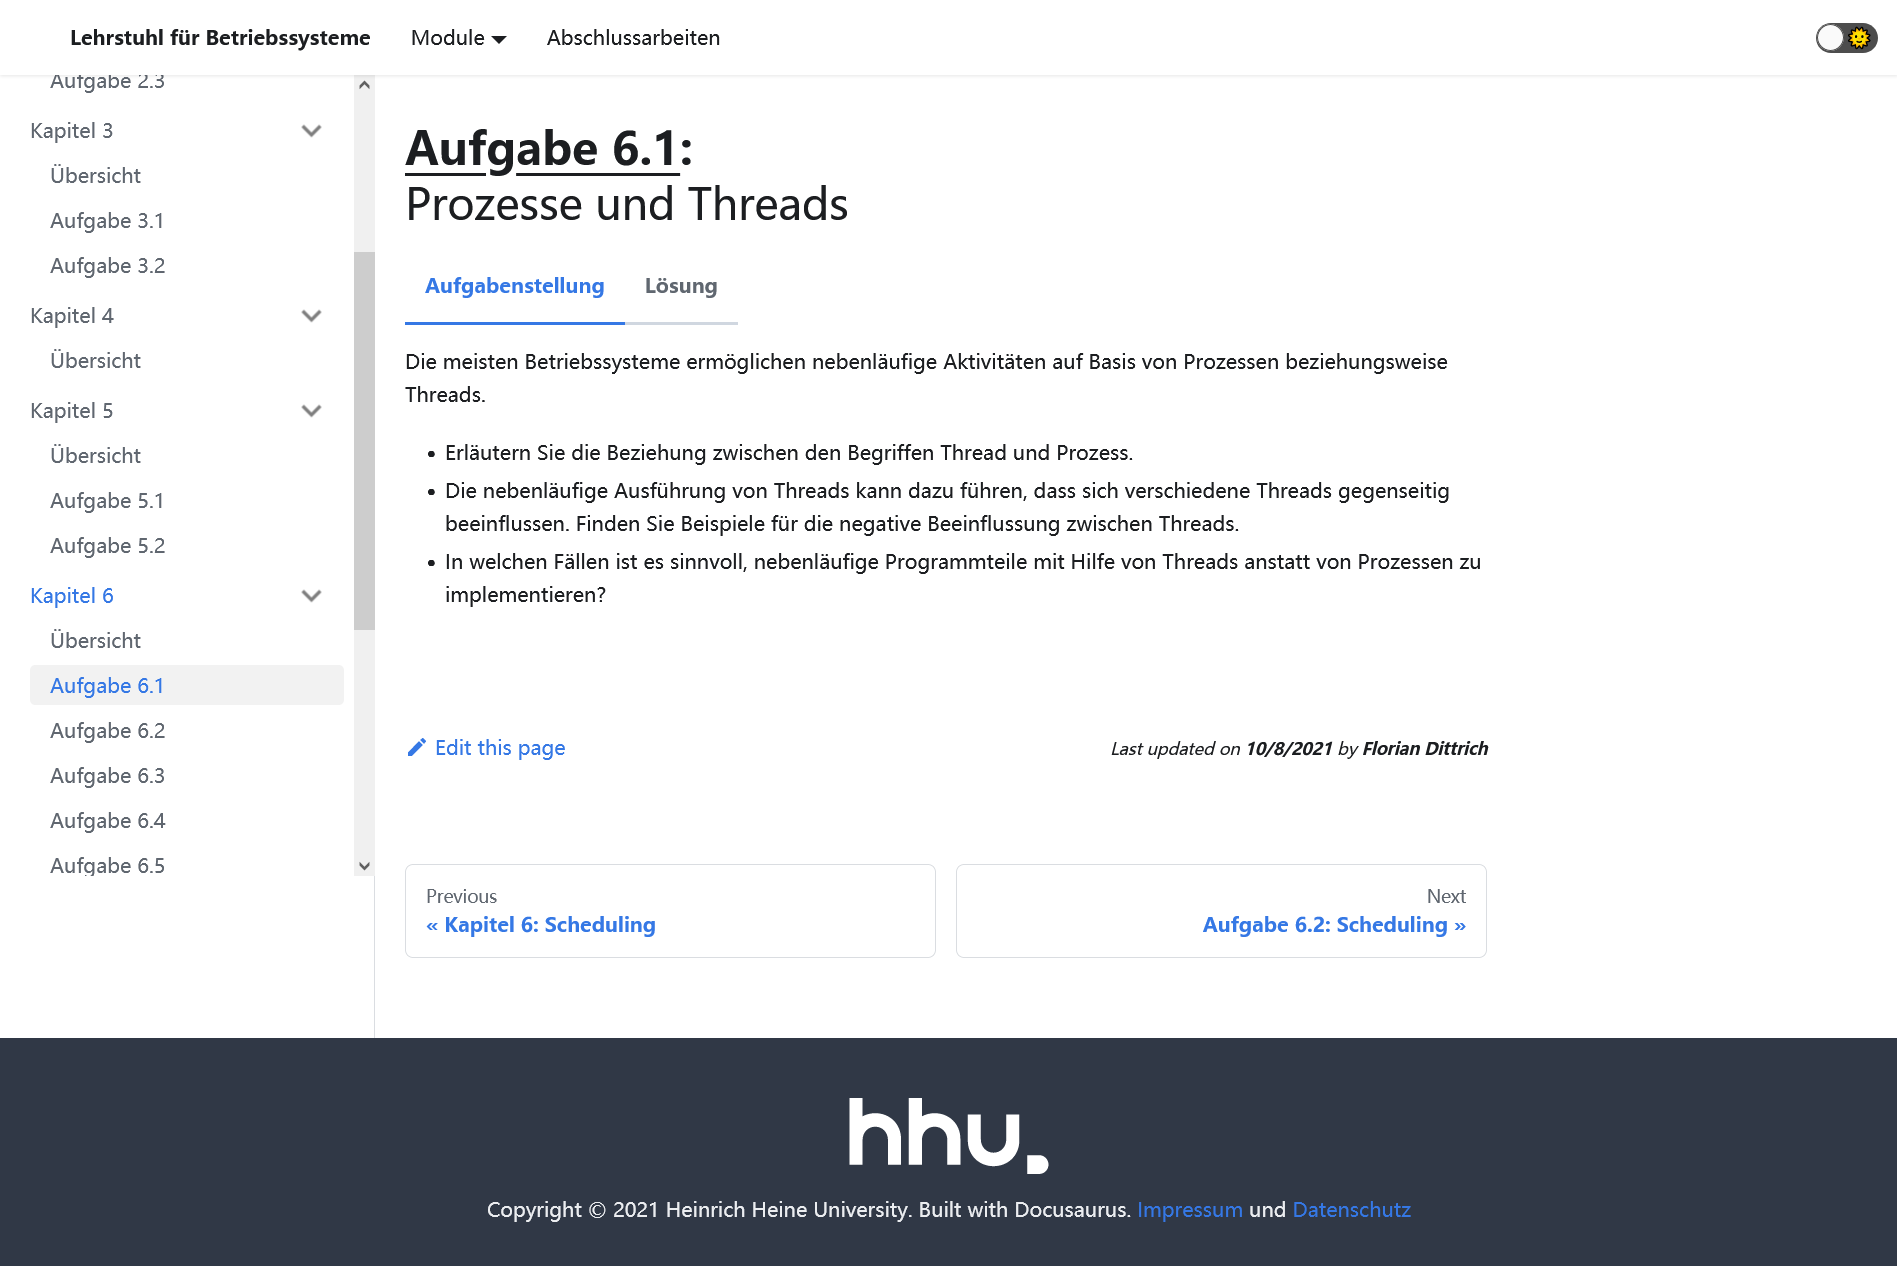 Lehrstuhl für Betriebssysteme
Module
Abschlussarbeiten
Aufgabe 2.3
Kapitel 3
Übersicht
Aufgabe 3.1
Aufgabe 3.2
Kapitel 4
Übersicht
Kapitel 5
Übersicht
Aufgabe 5.1
Aufgabe 5.2
Kapitel 6
Übersicht
Aufgabe 6.1
Aufgabe 6.2
Aufgabe 6.3
Aufgabe 6.4
Aufgabe 6.5
Aufgabe 6.1:
Prozesse und Threads
Aufgabenstellung
Lösung
Die meisten Betriebssysteme ermöglichen nebenläufige Aktivitäten auf Basis von Prozessen beziehungsweise
Threads.
• Erläutern Sie die Beziehung zwischen den Begriffen Thread und Prozess.
• Die nebenläufige Ausführung von Threads kann dazu führen, dass sich verschiedene Threads gegenseitig
beeinflussen. Finden Sie Beispiele für die negative Beeinflussung zwischen Threads.
• In welchen Fällen ist es sinnvoll, nebenläufige Programmteile mit Hilfe von Threads anstatt von Prozessen zu
implementieren?
Edit this page
Last updated on 10/8/2021 by Florian Dittrich
Previous
« Kapitel 6: Scheduling
Next
Aufgabe 6.2: Scheduling »
hhu.
Copyright © 2021 Heinrich Heine University. Built with Docusaurus. Impressum und Datenschutz